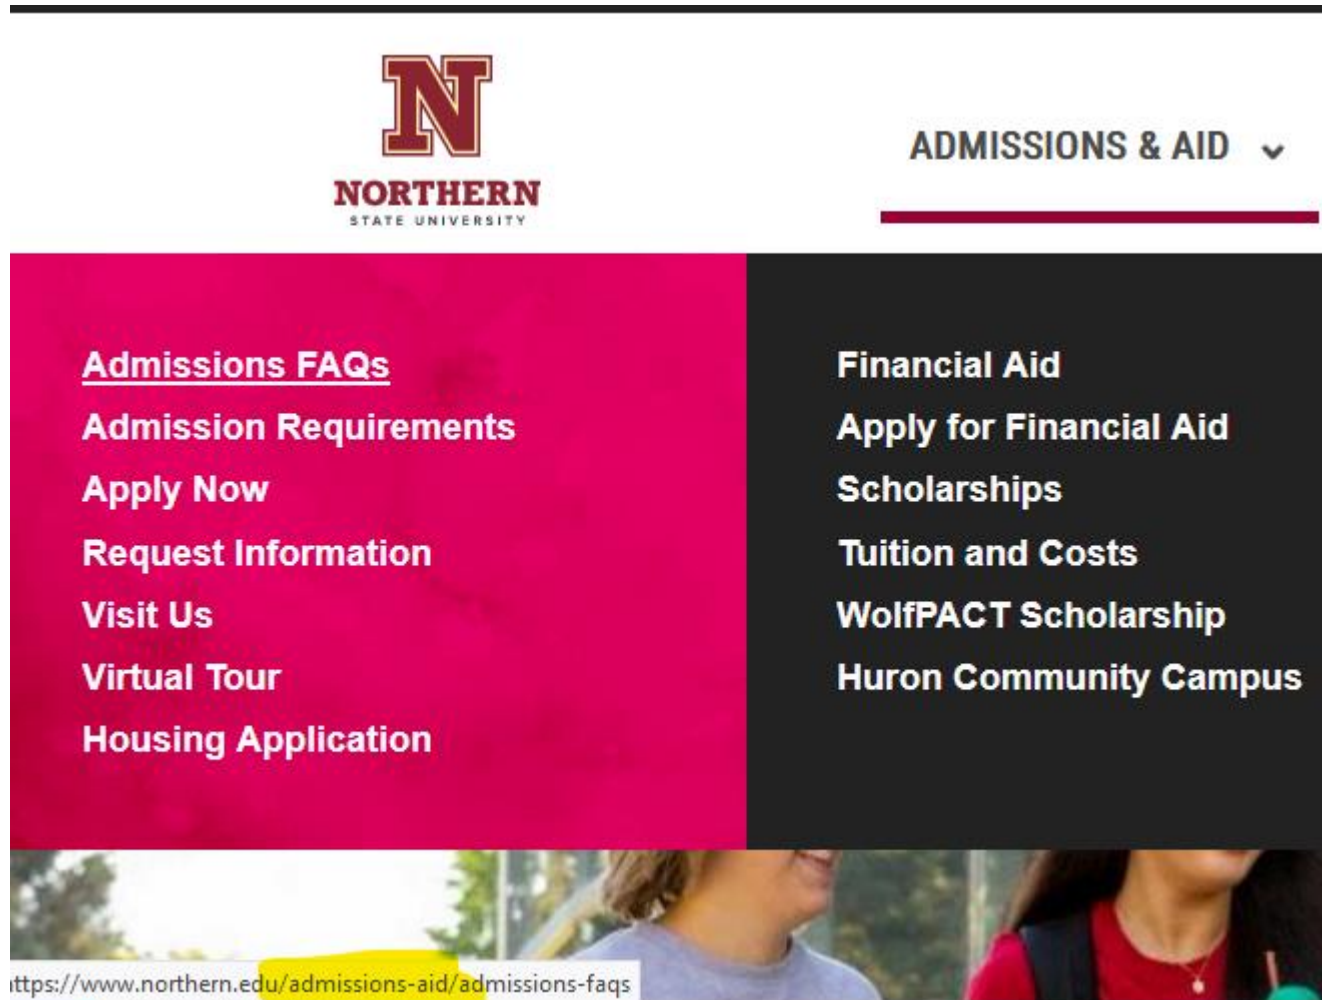 N
NORTHERN
STATE UNIVERSITY
ADMISSIONS & AID
Admissions FAQs
Admission Requirements
Apply Now
Request Information
Visit Us
Virtual Tour
Housing Application
Financial Aid
Apply for Financial Aid
Scholarships
Tuition and Costs
WolfPACT Scholarship
Huron Community Campus
ttps://www.northern.edu/admissions-aid/admissions-faqs